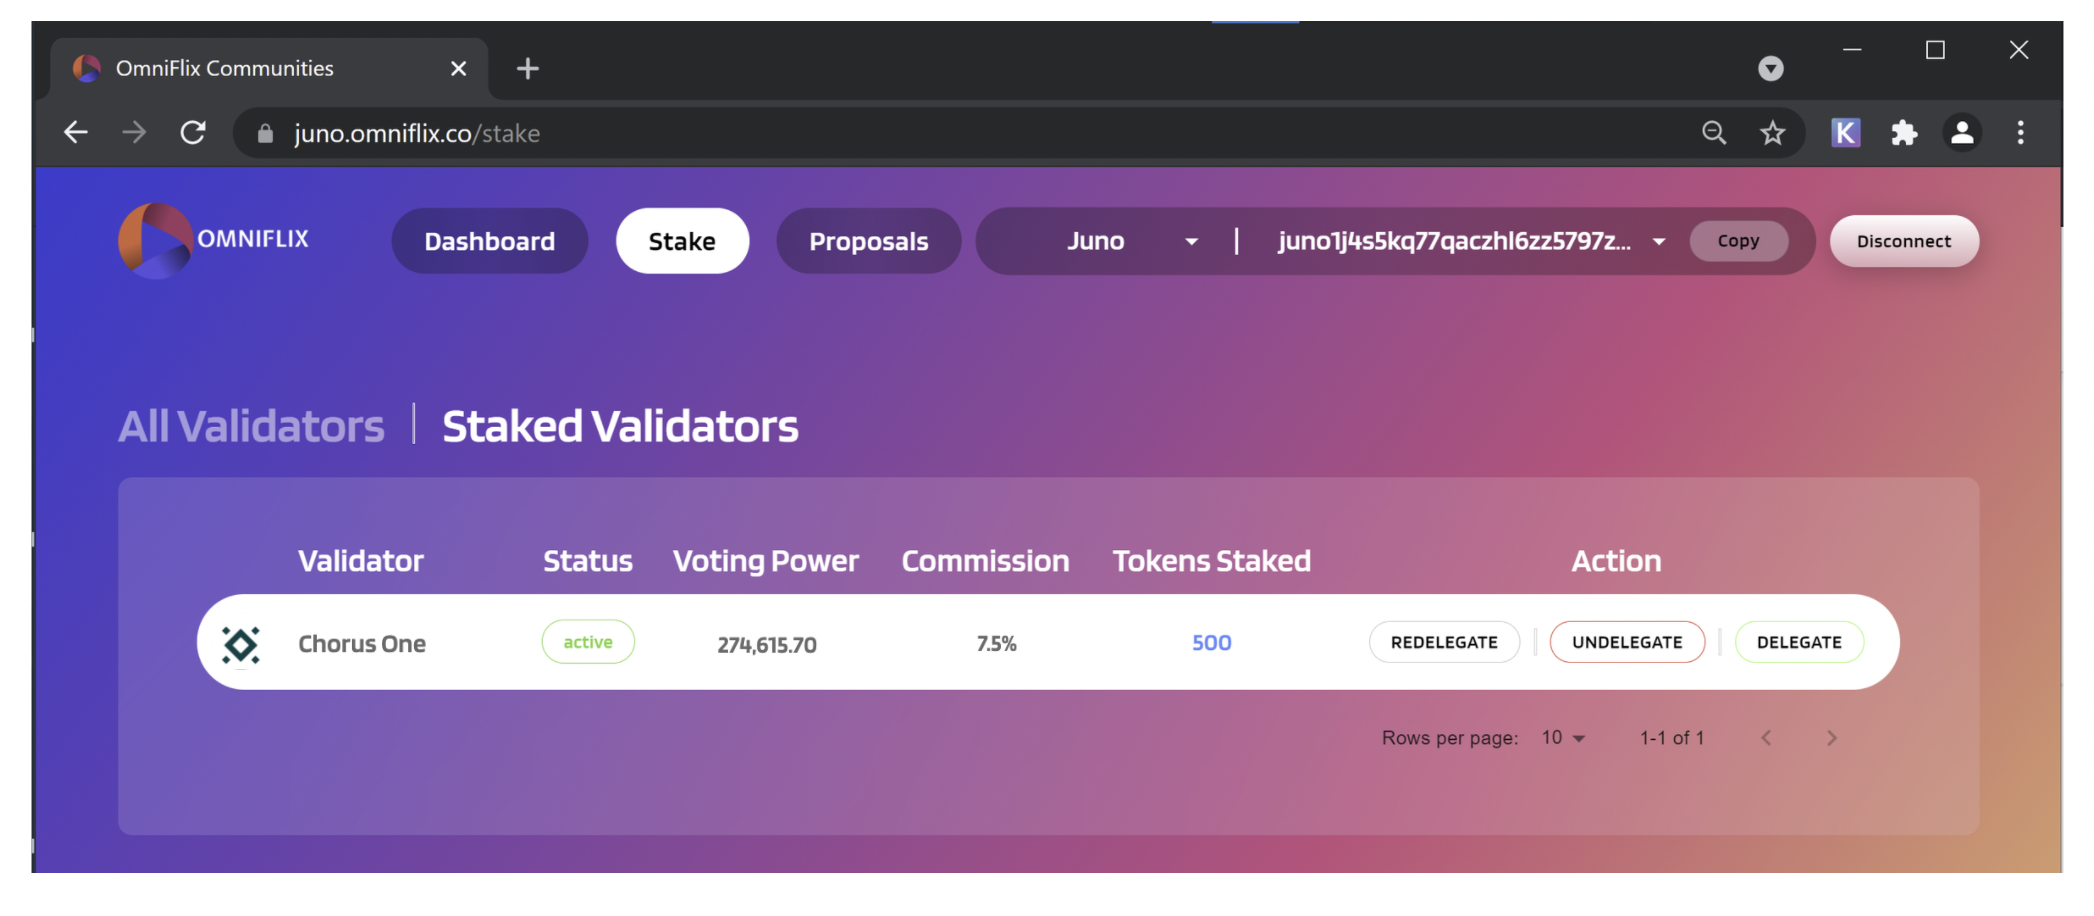 OmniFlix Communities
juno.omniflix.co/stake
K
OMNIFLIX Dashboard Stake Proposals Juno | juno1j4s5kq77qaczhl6zz5797z... Copy Disconnect
All Validators | Staked Validators
Validator Status Voting Power Commission Tokens Staked Action
Chorus One active 274,615.70 7.5% 500 REDELEGATE UNDELEGATE DELEGATE
Rows per page: 10 1-1 of 1